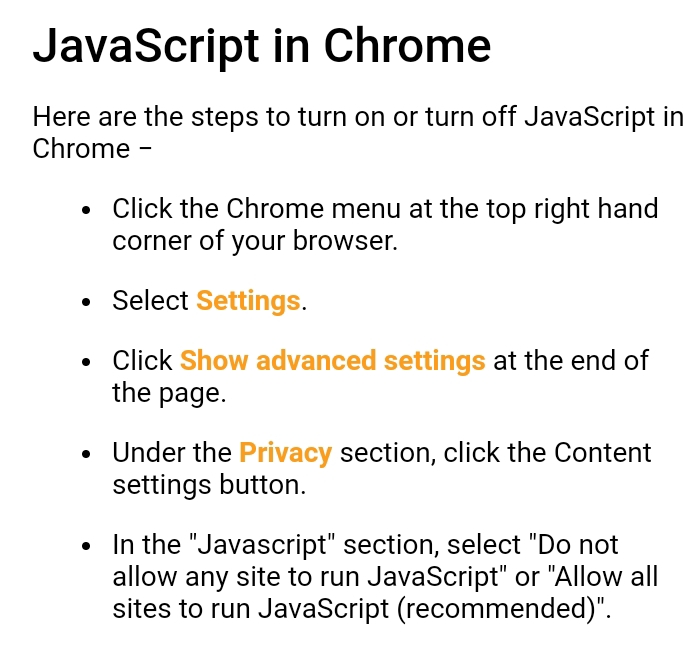 JavaScript in Chrome
Here are the steps to turn on or turn off JavaScript in
Chrome −
• Click the Chrome menu at the top right hand
corner of your browser.
• Select Settings.
• Click Show advanced settings at the end of
the page.
• Under the Privacy section, click the Content
settings button.
• In the "Javascript" section, select "Do not
allow any site to run JavaScript" or "Allow all
sites to run JavaScript (recommended)".